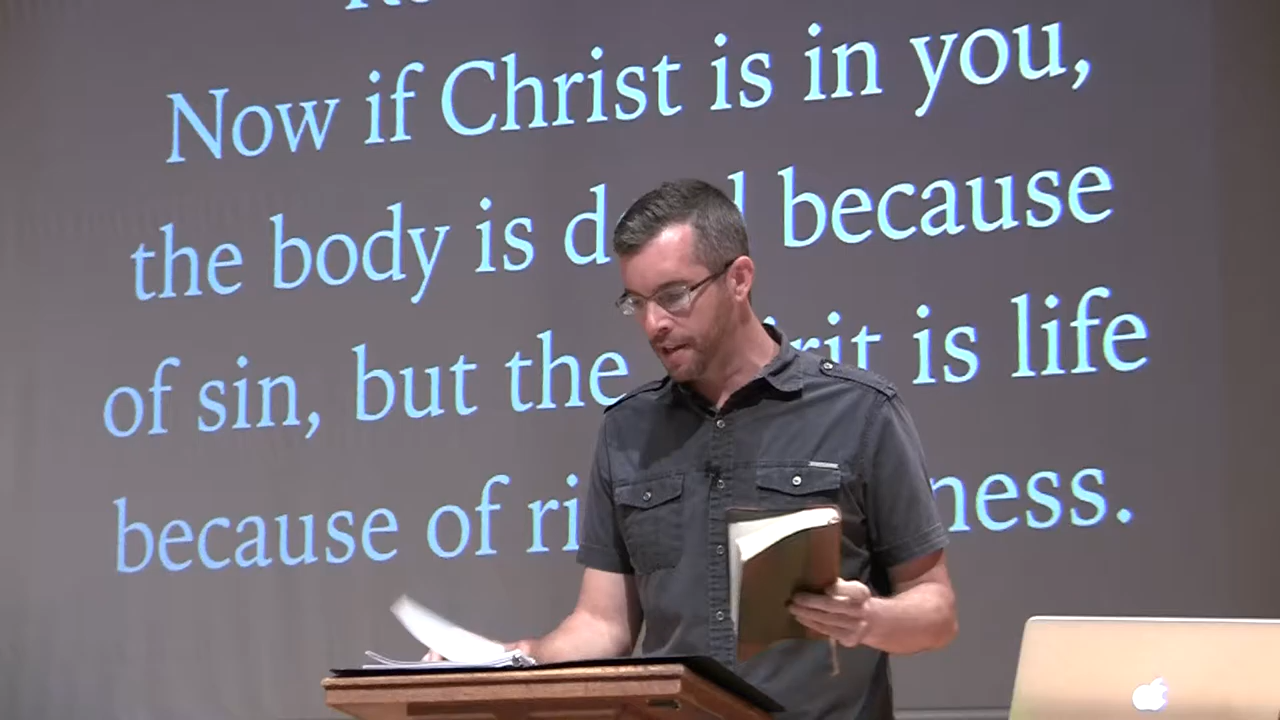 Now if Christ is in you,
the body is because
of sin, but the is life
because of